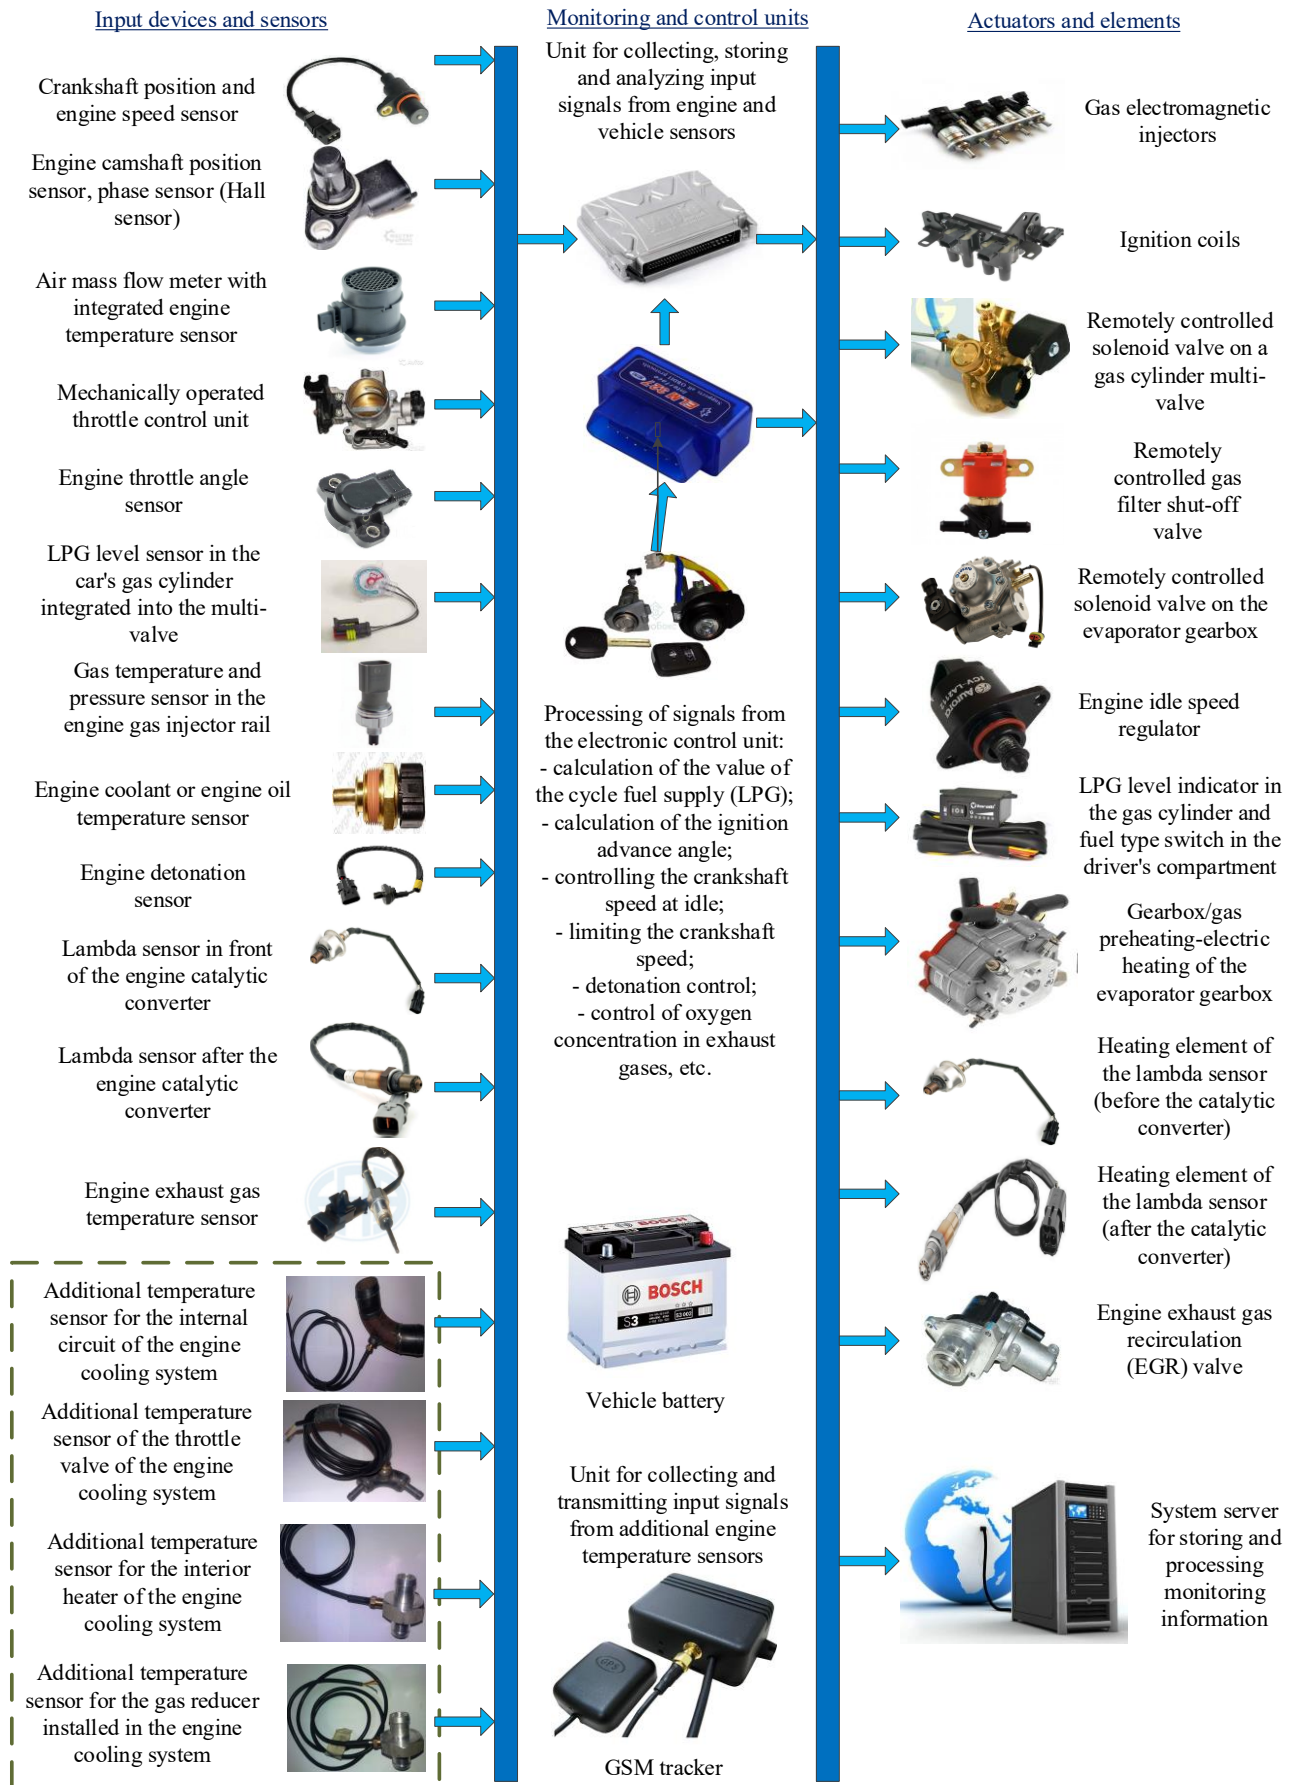 Input devices and sensors
Crankshaft position and
engine speed sensor
Engine camshaft position
sensor, phase sensor (Hall
sensor)
Air mass flow meter with
integrated engine
temperature sensor
Mechanically operated
throttle control unit
Engine throttle angle
sensor
LPG level sensor in the
car's gas cylinder
integrated into the multi-
valve
Gas temperature and
pressure sensor in the
engine gas injector rail
Engine coolant or engine oil
temperature sensor
Engine detonation
sensor
Lambda sensor in front
of the engine catalytic
converter
Lambda sensor after the
engine catalytic
converter
Engine exhaust gas
temperature sensor
Additional temperature
sensor for the internal
circuit of the engine
cooling system
Additional temperature
sensor of the throttle
valve of the engine
cooling system
Additional temperature
sensor for the interior
heater of the engine
cooling system
Additional temperature
sensor for the gas reducer
installed in the engine
cooling system
Monitoring and control units
Unit for collecting, storing
and analyzing input
signals from engine and
vehicle sensors
Processing of signals from
the electronic control unit:
- calculation of the value of
the cycle fuel supply (LPG);
- calculation of the ignition
advance angle;
- controlling the crankshaft
speed at idle;
- limiting the crankshaft
speed;
- detonation control;
- control of oxygen
concentration in exhaust
gases, etc.
BOSCH
BOSCH
S3
Vehicle battery
Unit for collecting and
transmitting input signals
from additional engine
temperature sensors
GPS
GSM tracker
Actuators and elements
Gas electromagnetic
injectors
Ignition coils
Remotely controlled
solenoid valve on a
gas cylinder multi-
valve
Remotely
controlled gas
filter shut-off
valve
Remotely controlled
solenoid valve on the
evaporator gearbox
Aurora
Engine idle speed
regulator
LPG level indicator in
the gas cylinder and
fuel type switch in the
driver's compartment
Gearbox/gas
preheating-electric
heating of the
evaporator gearbox
Heating element of
the lambda sensor
(before the catalytic
converter)
Heating element of
the lambda sensor
(after the catalytic
converter)
Engine exhaust gas
recirculation
(EGR) valve
System server
for storing and
processing
monitoring
information